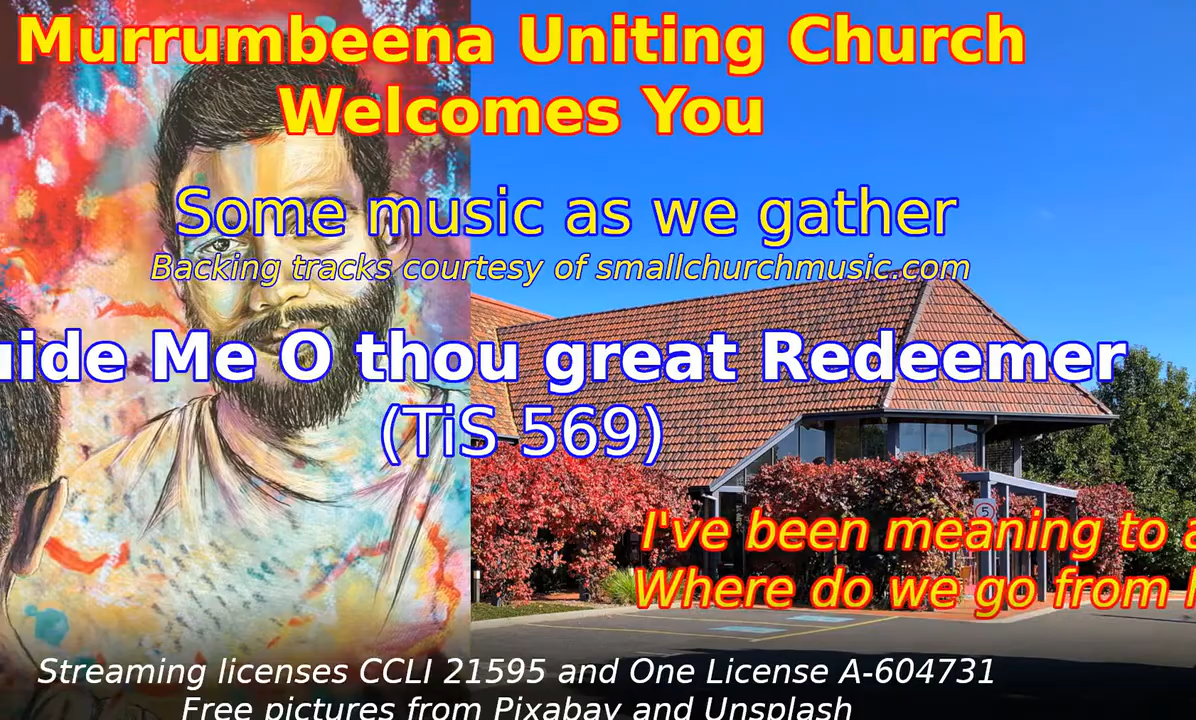 Murrumbeena Uniting Church
Welcomes You
Some music as we gather
Backing tracks courtesy of smallchurchmusic.com
uide Me O thou great Redeemer
(TiS 569)
5
I've been meaning to a
Where do we go from h
Streaming licenses CCLI 21595 and One License A-604731
Free pictures from Pixabay and Unsplash